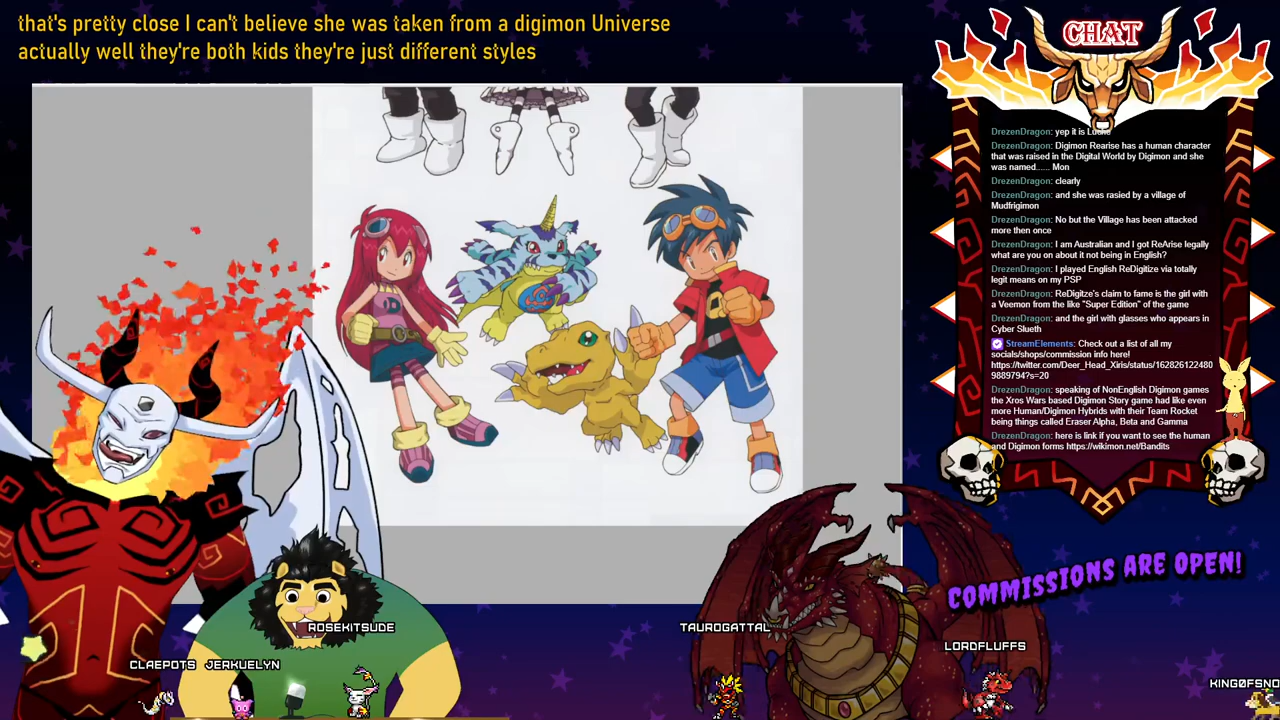 that's pretty close I can't believe she was taken from a digimon Universe
actually well they're both kids they're just different styles
CHAT
DrezenDragon: yep it is Luche
DrezenDragon: Digimon Rearise has a human character
that was raised in the Digital World by Digimon and she
was named...... Mon
DrezenDragon: clearly
DrezenDragon: and she was rasied by a village of
Mudfrigimon
DrezenDragon: No but the Village has been attacked
more then once
DrezenDragon: I am Australian and I got ReArise legally
what are you on about it not being in English?
DrezenDragon: I played English ReDigitize via totally
legit means on my PSP
DrezenDragon: ReDigitze's claim to fame is the girl with
a Veemon from the like "Super Edition" of the game
DrezenDragon: and the girl with glasses who appears in
Cyber Slueth
StreamElements: Check out a list of all my
socials/shops/commission info here!
https://twitter.com/Deer_Head_Xiris/status/162826122480
9889794?s=20
DrezenDragon: speaking of NonEnglish Digimon games
the Xros Wars based Digimon Story game had like even
more Human/Digimon Hybrids with their Team Rocket
being things called Eraser Alpha, Beta and Gamma
DrezenDragon: here is link if you want to see the human
and Digimon forms https://wikimon.net/Bandits
COMMISSIONS ARE OPEN!
ROSEKITSUDE
TAUROGATTAL
LORDFLUFFS
CLAEPOTS JERKUELYN
KINGØFSNO